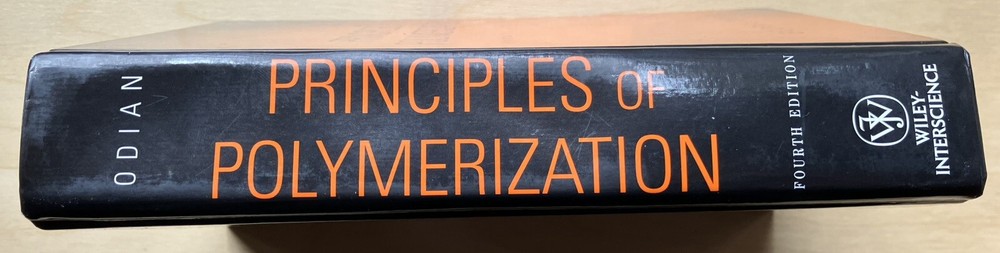 ODIAN
PRINCIPLES OF
POLYMERIZATION
FOURTH EDITION
WILEY-
INTERSCIENCE